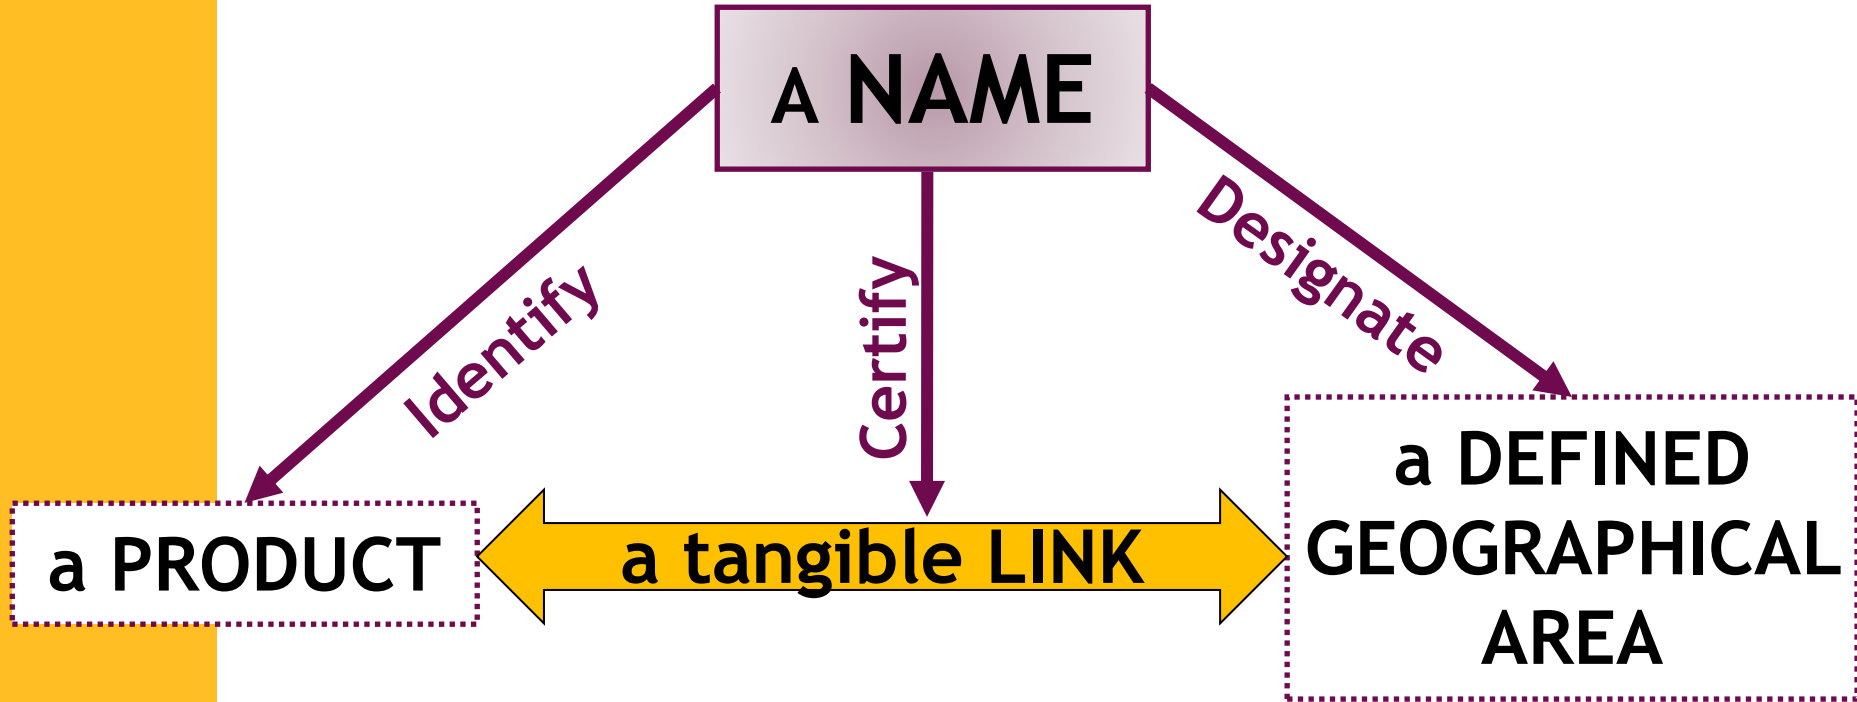 A NAME
Identify
Certify
Designate
a PRODUCT
a tangible LINK
a DEFINED
GEOGRAPHICAL
AREA